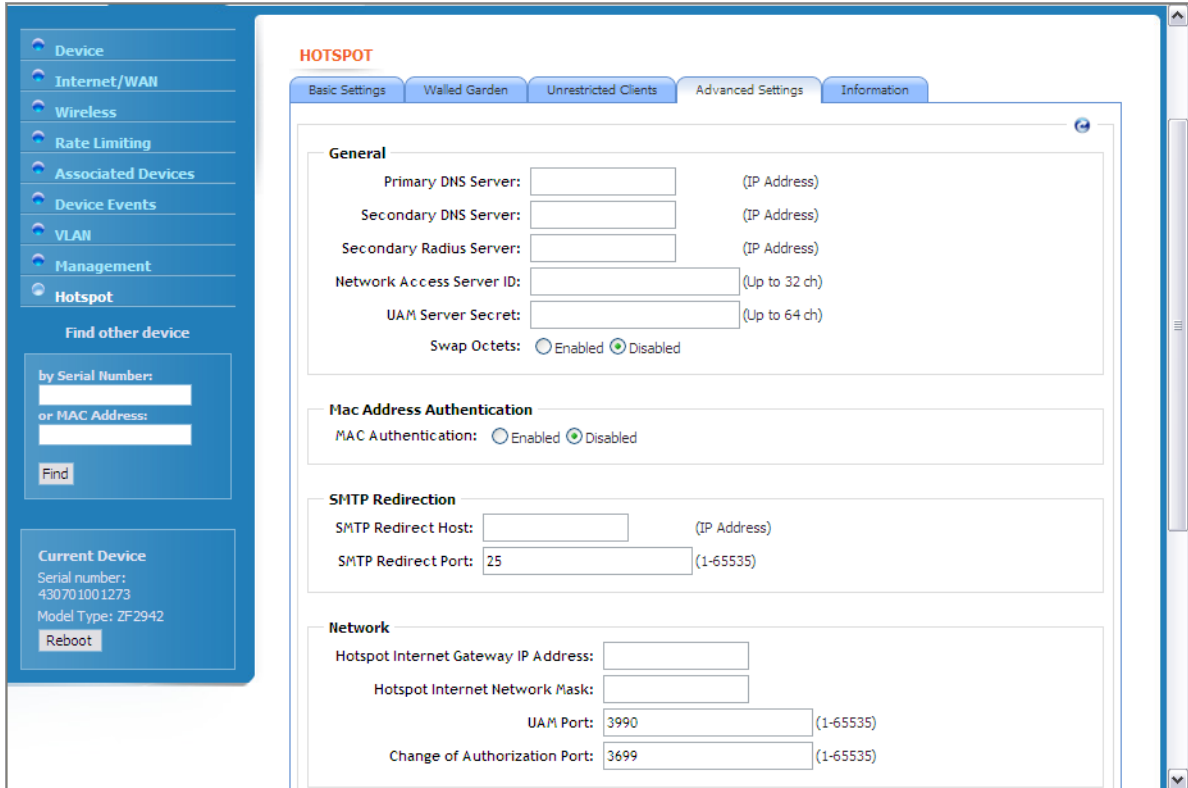 Device
Internet/WAN
Wireless
Rate Limiting
Associated Devices
Device Events
VLAN
Management
Hotspot
Find other device
by Serial Number:
or MAC Address:
Find
Current Device
Serial number:
430701001273
Model Type: ZF2942
Reboot
HOTSPOT
Basic Settings Walled Garden Unrestricted Clients Advanced Settings Information
General
Primary DNS Server: (IP Address)
Secondary DNS Server: (IP Address)
Secondary Radius Server: (IP Address)
Network Access Server ID: (Up to 32 ch)
UAM Server Secret: (Up to 64 ch)
Swap Octets: Enabled Disabled
Mac Address Authentication
MAC Authentication: Enabled Disabled
SMTP Redirection
SMTP Redirect Host: (IP Address)
SMTP Redirect Port: 25 (1-65535)
Network
Hotspot Internet Gateway IP Address:
Hotspot Internet Network Mask:
UAM Port: 3990 (1-65535)
Change of Authorization Port: 3699 (1-65535)